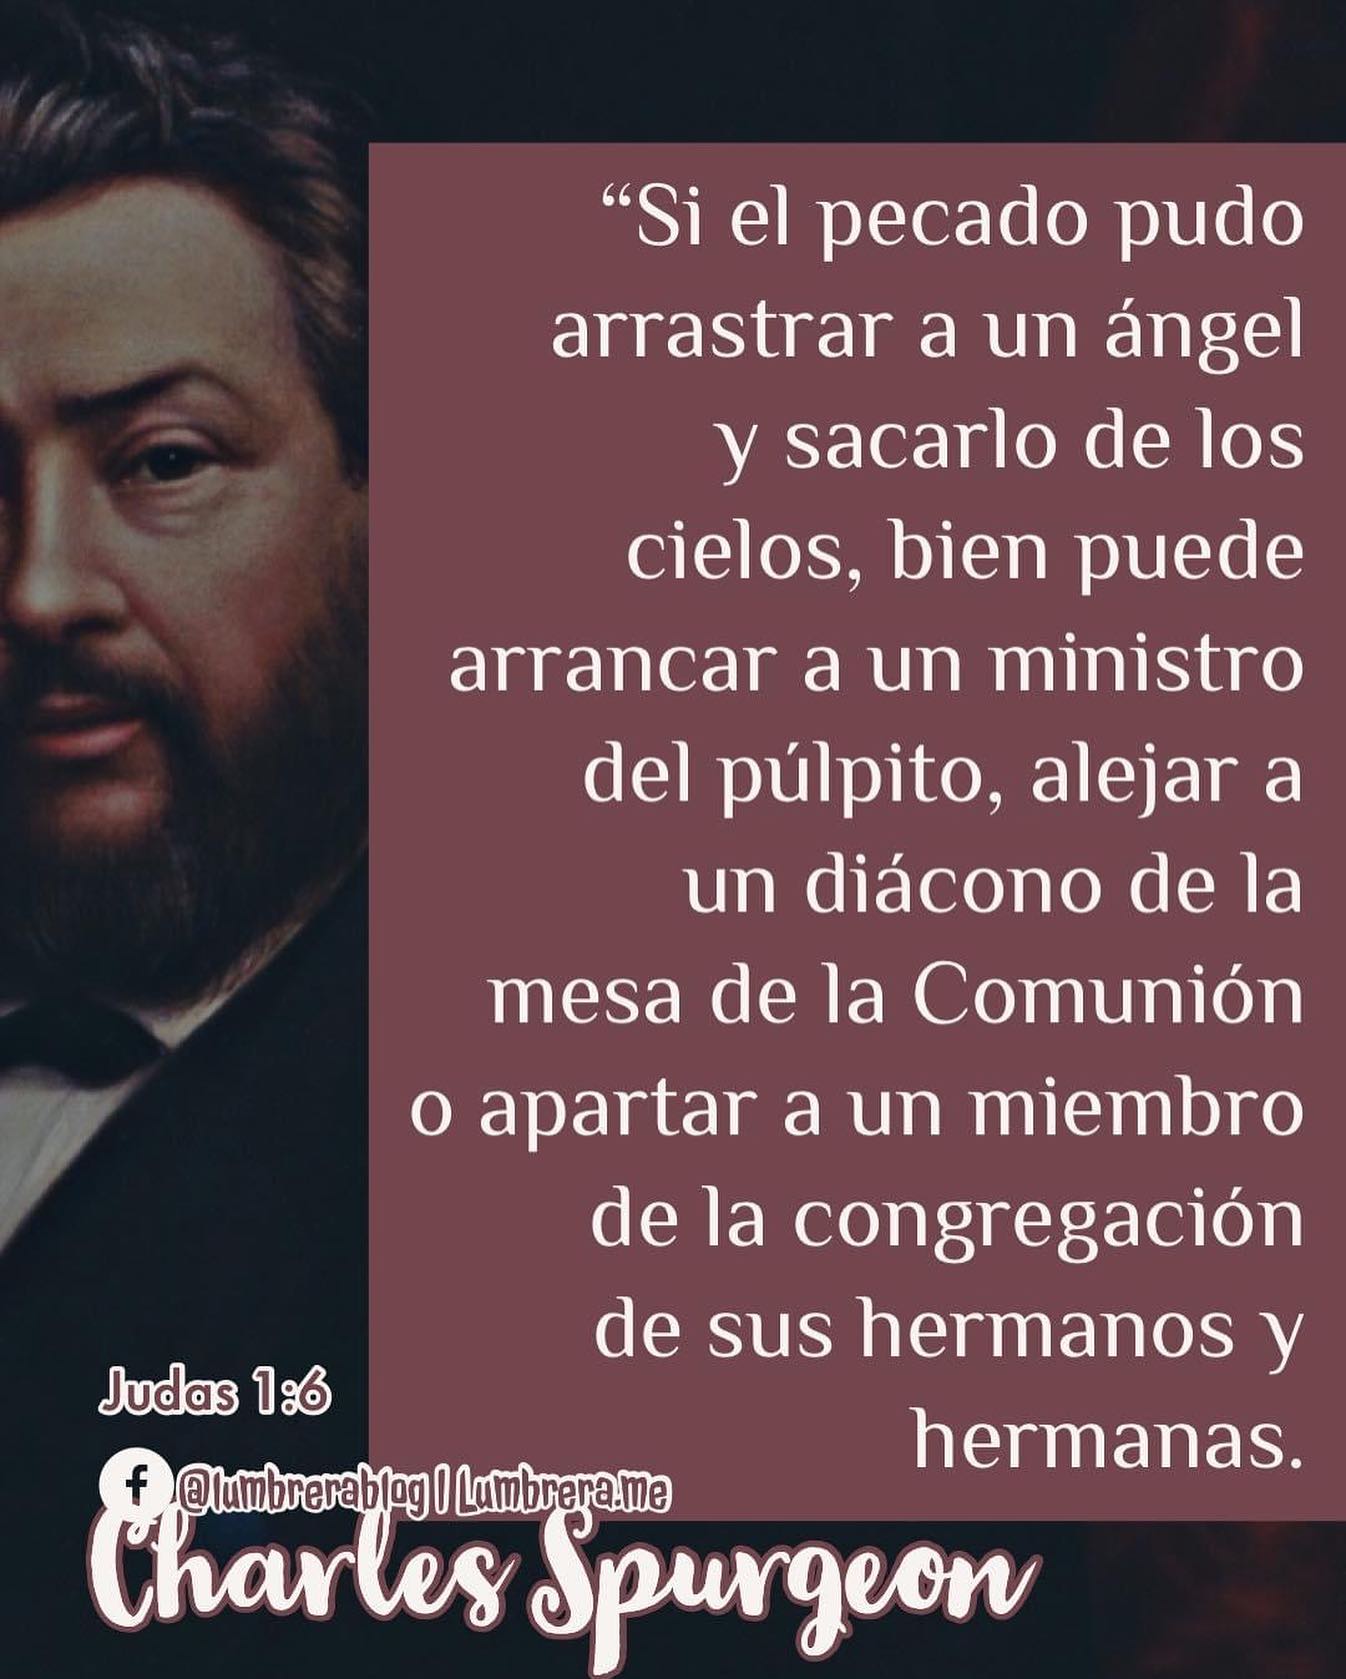 “Si el pecado pudo
arrastrar a un ángel
y sacarlo de los
cielos, bien puede
arrancar a un ministro
del púlpito, alejar a
un diácono de la
mesa de la Comunión
o apartar a un miembro
de la congregación
de sus hermanos y
hermanas.
Judas 1:6
f @lumbrerablog | Lumbrera.me
Charles Spurgeon